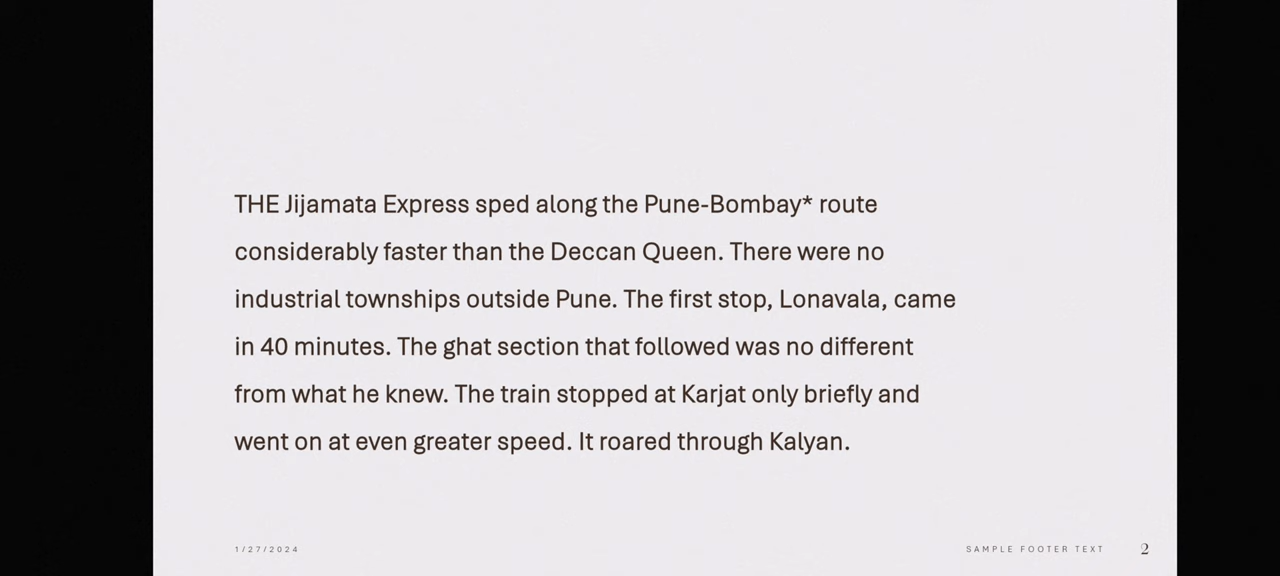 THE Jijamata Express sped along the Pune-Bombay* route
considerably faster than the Deccan Queen. There were no
industrial townships outside Pune. The first stop, Lonavala, came
in 40 minutes. The ghat section that followed was no different
from what he knew. The train stopped at Karjat only briefly and
went on at even greater speed. It roared through Kalyan.
1/27/2024
SAMPLE FOOTER TEXT
2